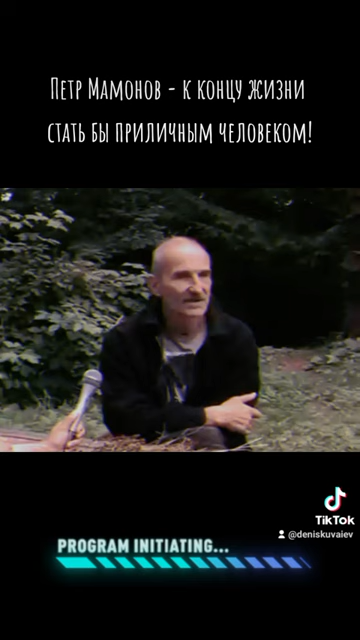 Петр Мамонов - к концу жизни
стать бы приличным человеком!
TikTok
@deniskuvaiev
PROGRAM INITIATING...